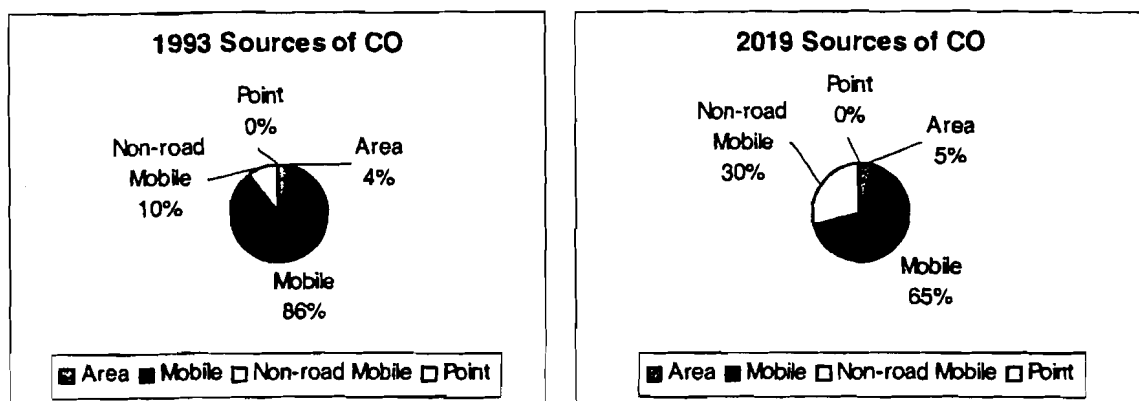 1993 Sources of CO
Point
0%
Non-road
Mobile
10%
Area
4%
Mobile
86%
Area Mobile Non-road Mobile Point
2019 Sources of CO
Point
0%
Non-road
Mobile
30%
Area
5%
Mobile
65%
Area Mobile Non-road Mobile Point